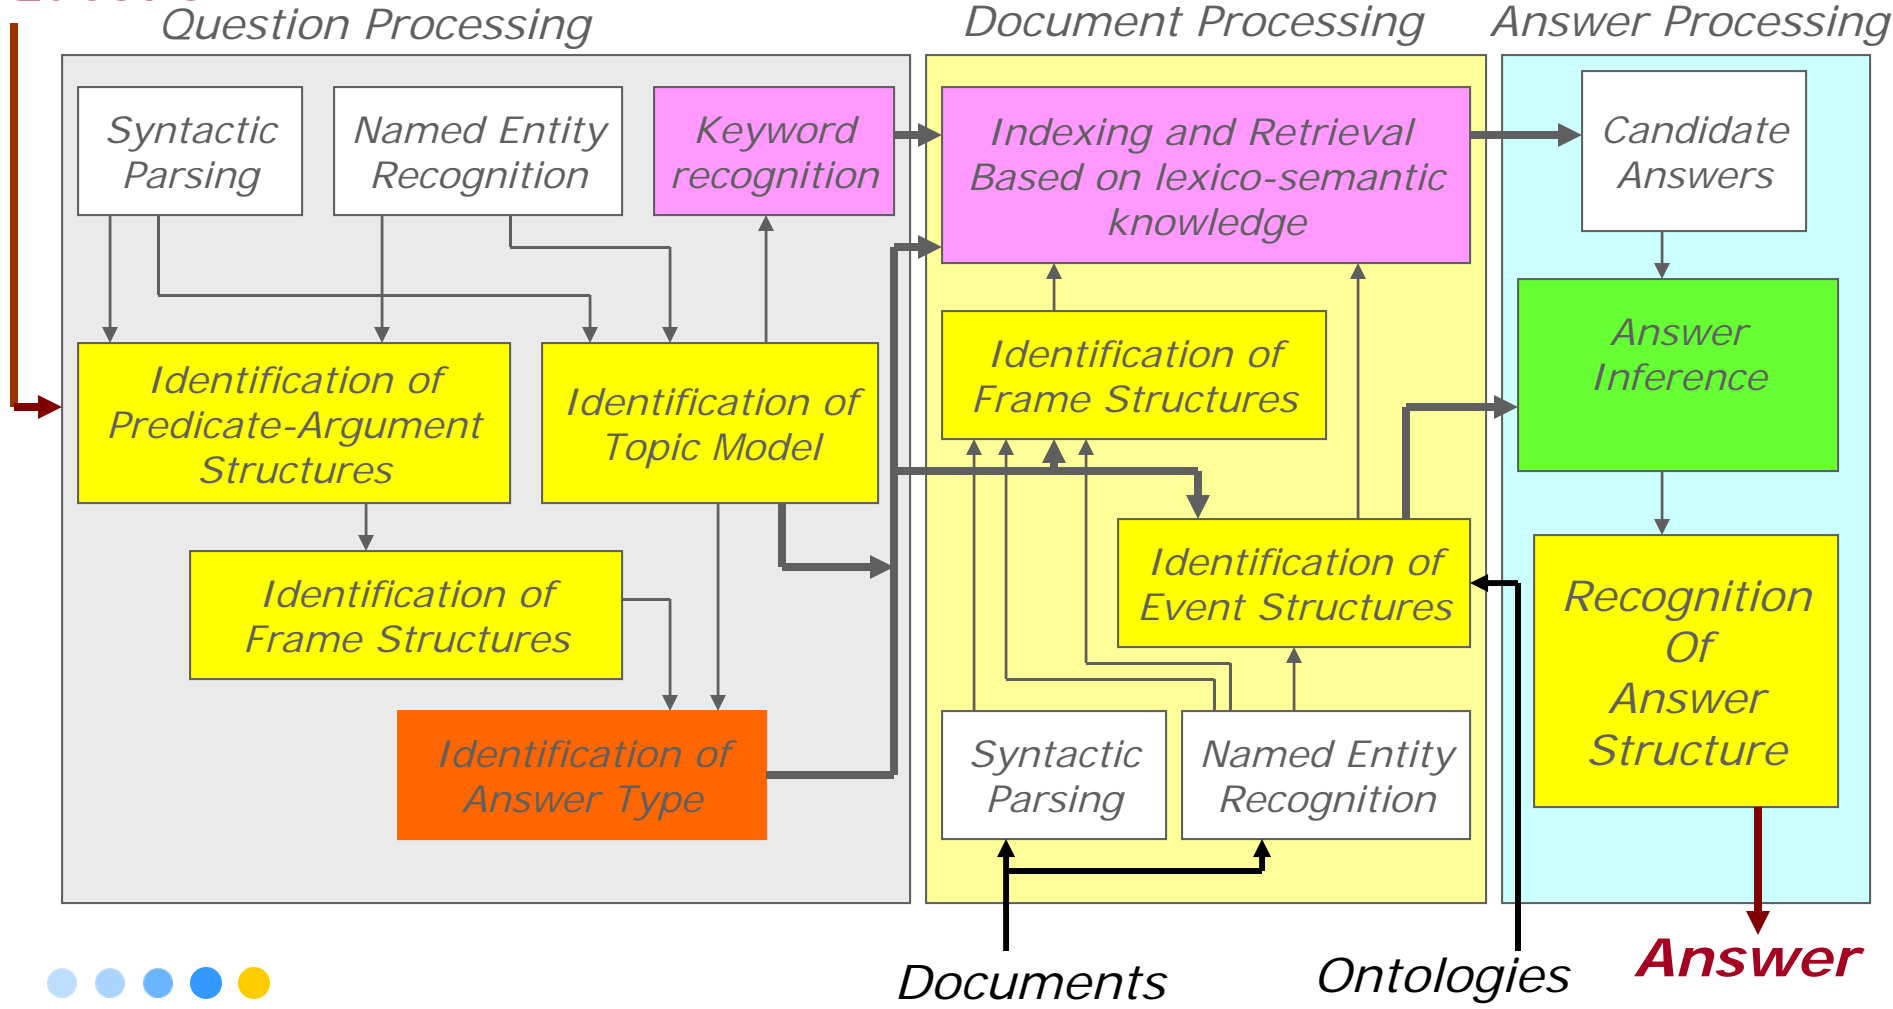 Question Processing
Document Processing
Answer Processing
Syntactic
Parsing
Named Entity
Recognition
Keyword
recognition
Identification of
Predicate-Argument
Structures
Identification of
Topic Model
Identification of
Frame Structures
Identification of
Answer Type
Indexing and Retrieval
Based on lexico-semantic
knowledge
Identification of
Frame Structures
Identification of
Event Structures
Syntactic
Parsing
Named Entity
Recognition
Candidate
Answers
Answer
Inference
Recognition
Of
Answer
Structure
Documents
Ontologies
Answer